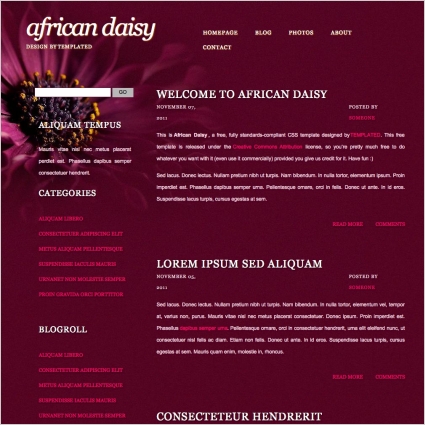 african daisy
DESIGN BY TEMPLATED
HOMEPAGE BLOG PHOTOS ABOUT
CONTACT
GO
ALIQUAM TEMPUS
Mauris vitae nisl nec metus placerat
perdiet est. Phasellus dapibus semper
consectetuer hendrerit.
CATEGORIES
ALIQUAM LIBERO
CONSECTETUER ADIPISCING ELIT
METUS ALIQUAM PELLENTESQUE
SUSPENDISSE IACULIS MAURIS
URNANET NON MOLESTIE SEMPER
PROIN GRAVIDA ORCI PORTTITOR
BLOGROLL
ALIQUAM LIBERO
CONSECTETUER ADIPISCING ELIT
METUS ALIQUAM PELLENTESQUE
SUSPENDISSE IACULIS MAURIS
URNANET NON MOLESTIE SEMPER
WELCOME TO AFRICAN DAISY
NOVEMBER 07, POSTED BY
2011 SOMEONE
This is African Daisy , a free, fully standards-compliant CSS template designed by TEMPLATED. This free
template is released under the Creative Commons Attribution license, so you're pretty much free to do
whatever you want with it (even use it commercially) provided you give us credit for it. Have fun :)
Sed lacus. Donec lectus. Nullam pretium nibh ut turpis. Nam bibendum. In nulla tortor, elementum ipsum. Proin
imperdiet est. Phasellus dapibus semper urna. Pellentesque ornare, orci in felis. Donec ut ante. In id eros.
Suspendisse lacus turpis, cursus egestas at sem.
READ MORE COMMENTS
LOREM IPSUM SED ALIQUAM
NOVEMBER 05, POSTED BY
2011 SOMEONE
Sed lacus. Donec lectus. Nullam pretium nibh ut turpis. Nam bibendum. In nulla tortor, elementum vel, tempor
at, varius non, purus. Mauris vitae nisl nec metus placerat consectetuer. Donec ipsum. Proin imperdiet est.
Phasellus dapibus semper urna. Pellentesque ornare, orci in consectetuer hendrerit, urna elit eleifend nunc, ut
consectetuer nisl felis ac diam. Etiam non felis. Donec ut ante. In id eros. Suspendisse lacus turpis, cursus
egestas at sem. Mauris quam enim, molestie in, rhoncus.
READ MORE COMMENTS
CONSECTETEUR HENDRERIT